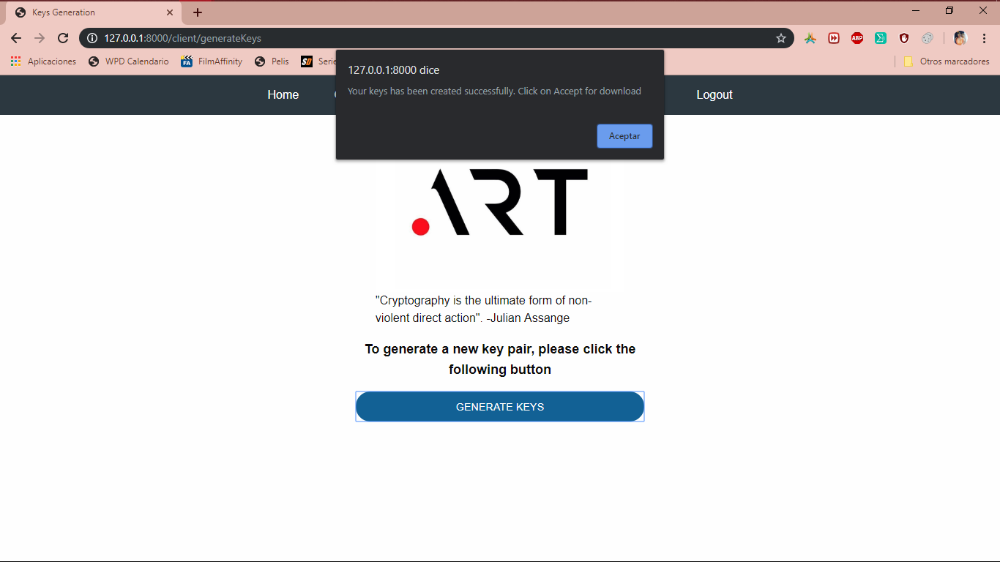 Keys Generation
127.0.0.1:8000/client/generateKeys
ABP
Aplicaciones
WPD Calendario
FA
FilmAffinity
Pelis
SD
Serie
Otros marcadores
127.0.0.1:8000 dice
Your keys has been created successfully. Click on Accept for download
Aceptar
Home
Logout
.ART
"Cryptography is the ultimate form of non-
violent direct action". -Julian Assange
To generate a new key pair, please click the
following button
GENERATE KEYS